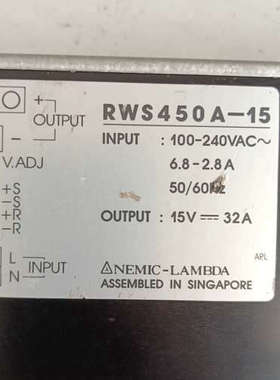 +
OUTPUT
−
V.ADJ
+S
−S
+R
−R
L
N
INPUT
RWS450A−15
INPUT : 100-240VAC~
6.8-2.8A
50/60Hz
OUTPUT : 15V⎓32A
△NEMIC-LAMBDA
ASSEMBLED IN SINGAPORE
ARL